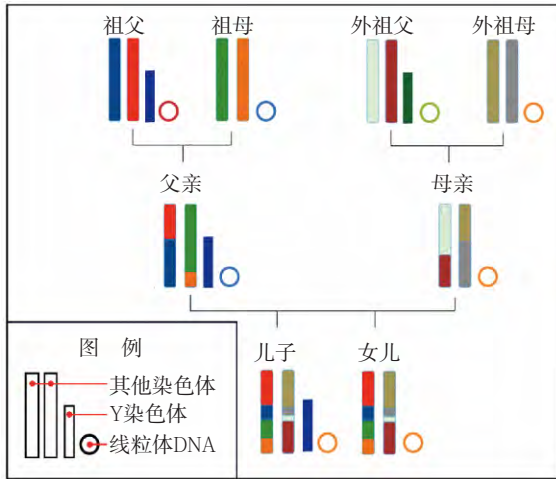 祖父 祖母 外祖父 外祖母
父亲 母亲
儿子 女儿
图 例
其他染色体
Y染色体
线粒体DNA